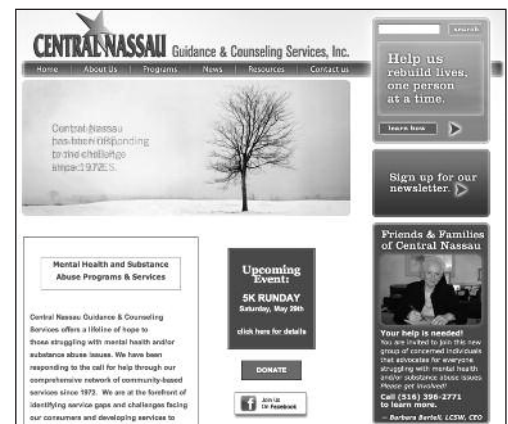 CENTRAL NASSAU Guidance & Counseling Services, Inc.
Home About Us Programs News Resources Contact us
search
Help us
rebuild lives,
one person
at a time.
learn how
Central Nassau
has been
to the challenge
since 1972
Sign up for our
newsletter.
Mental Health and Substance
Abuse Programs & Services
Central Nassau Guidance & Counseling
Services offers a lifeline of hope to
those struggling with mental health and/or
substance abuse issues. We have been
responding to the call for help through our
comprehensive network of community-based
services since 1972. We are at the forefront of
identifying service gaps and challenges facing
our consumers and developing services to
Upcoming
Event:
5K RUNDAY
Saturday, May 29th
click here for details
DONATE
Join Us
On Facebook
Friends & Families
of Central Nassau
Your help is needed!
You are invited to join this new
group of concerned individuals
that advocates for everyone
struggling with mental health
and/or substance abuse issues.
Please get involved!
Call (516) 396-2771
to learn more.
— Barbara Bartell, LCSW, CEO